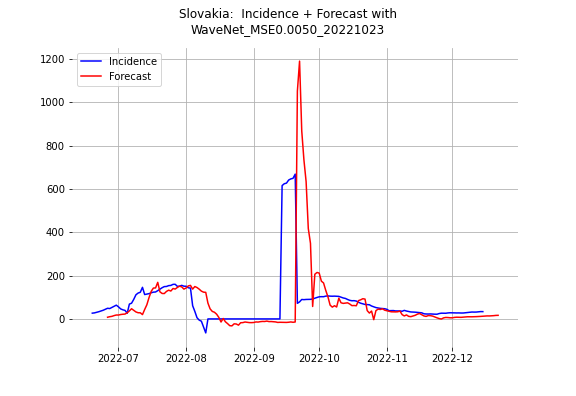 Slovakia:  Incidence + Forecast with
WaveNet_MSE0.0050_20221023
Incidence
Forecast
1200
1000
800
600
400
200
0
2022-07 2022-08 2022-09 2022-10 2022-11 2022-12